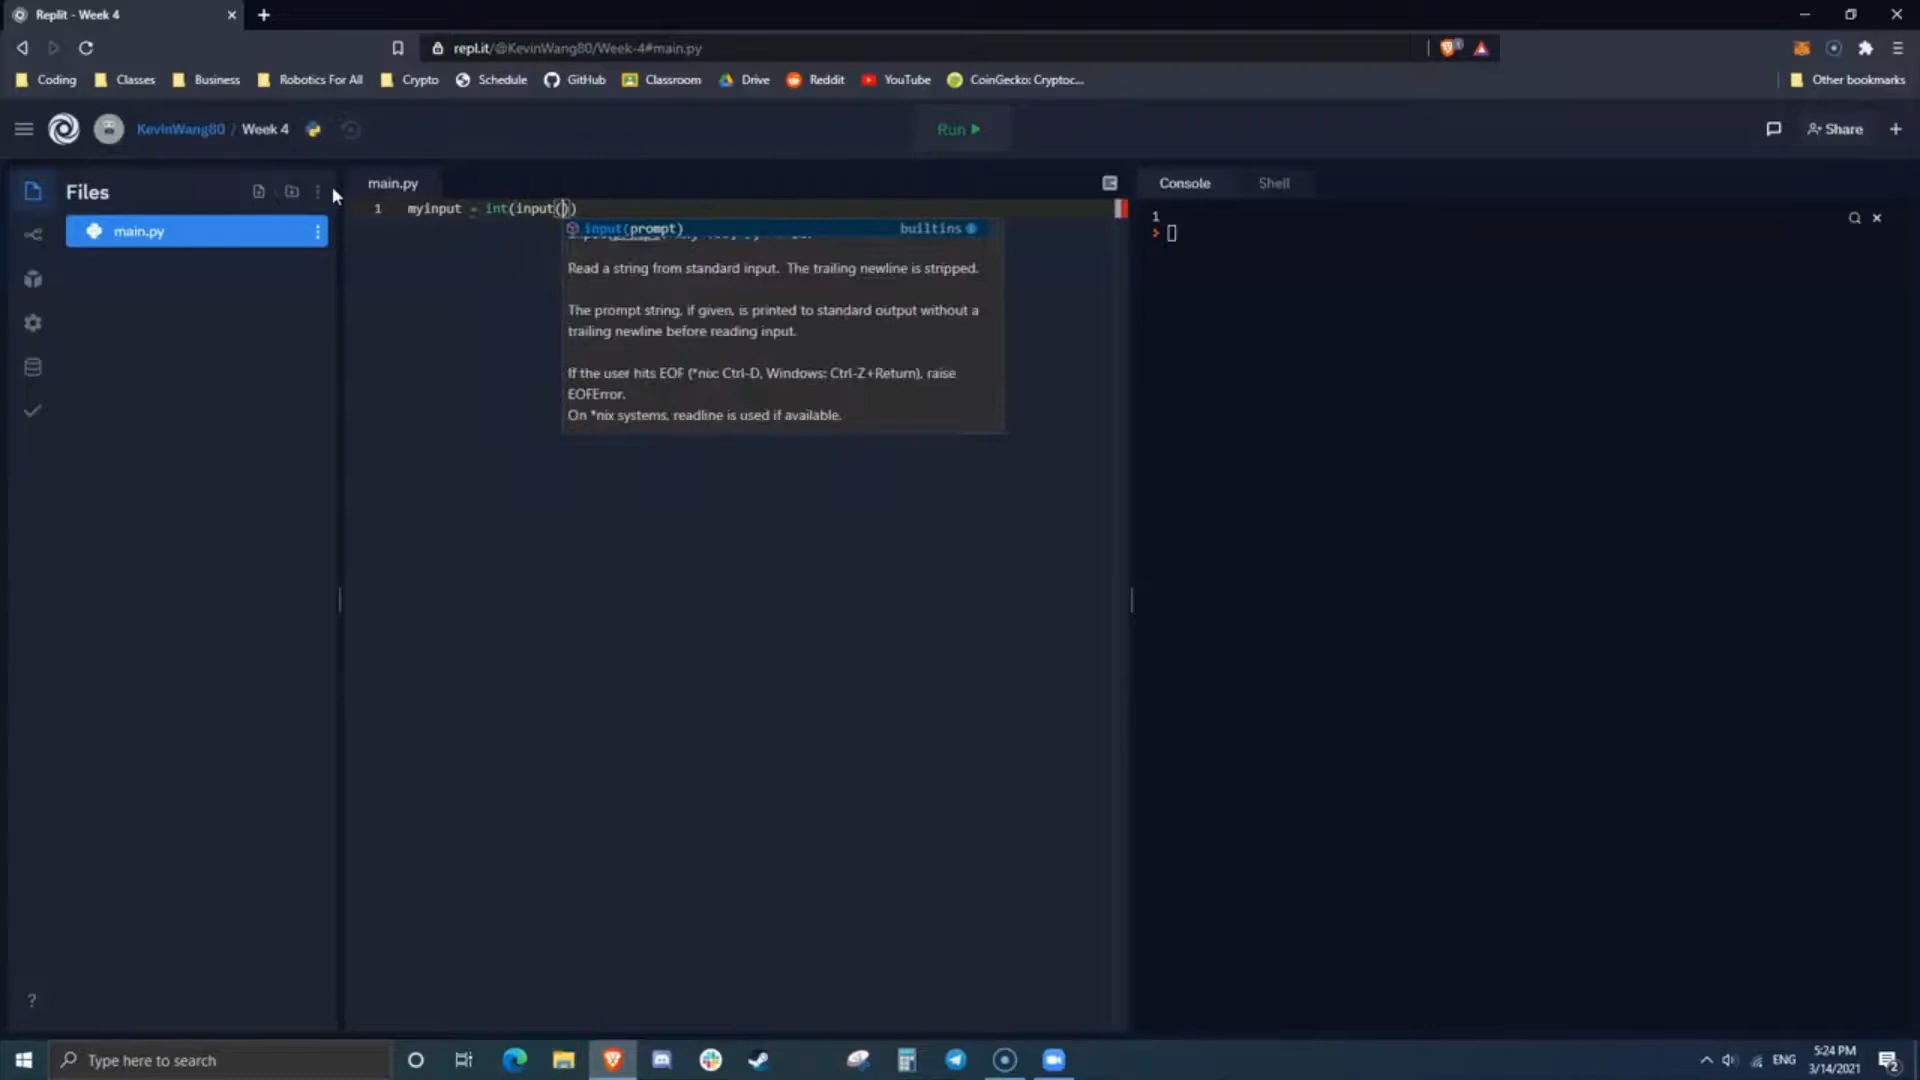 Replit - Week 4
repl.it/@KevinWang80/Week-4#main.py
Coding Classes Business Robotics For All Crypto Schedule GitHub Classroom Drive Reddit YouTube CoinGecko: Cryptoc... Other bookmarks
KevinWang80 / Week 4 Run Share
Files main.py Console Shell
1 myinput = int(input())
main.py
input(prompt) builtins
Read a string from standard input. The trailing newline is stripped.
The prompt string, if given, is printed to standard output without a
trailing newline before reading input.
If the user hits EOF (*nix: Ctrl-D, Windows: Ctrl-Z+Return), raise
EOFError.
On *nix systems, readline is used if available.
1
>
?
Type here to search
ENG 5:24 PM
3/14/2021
2